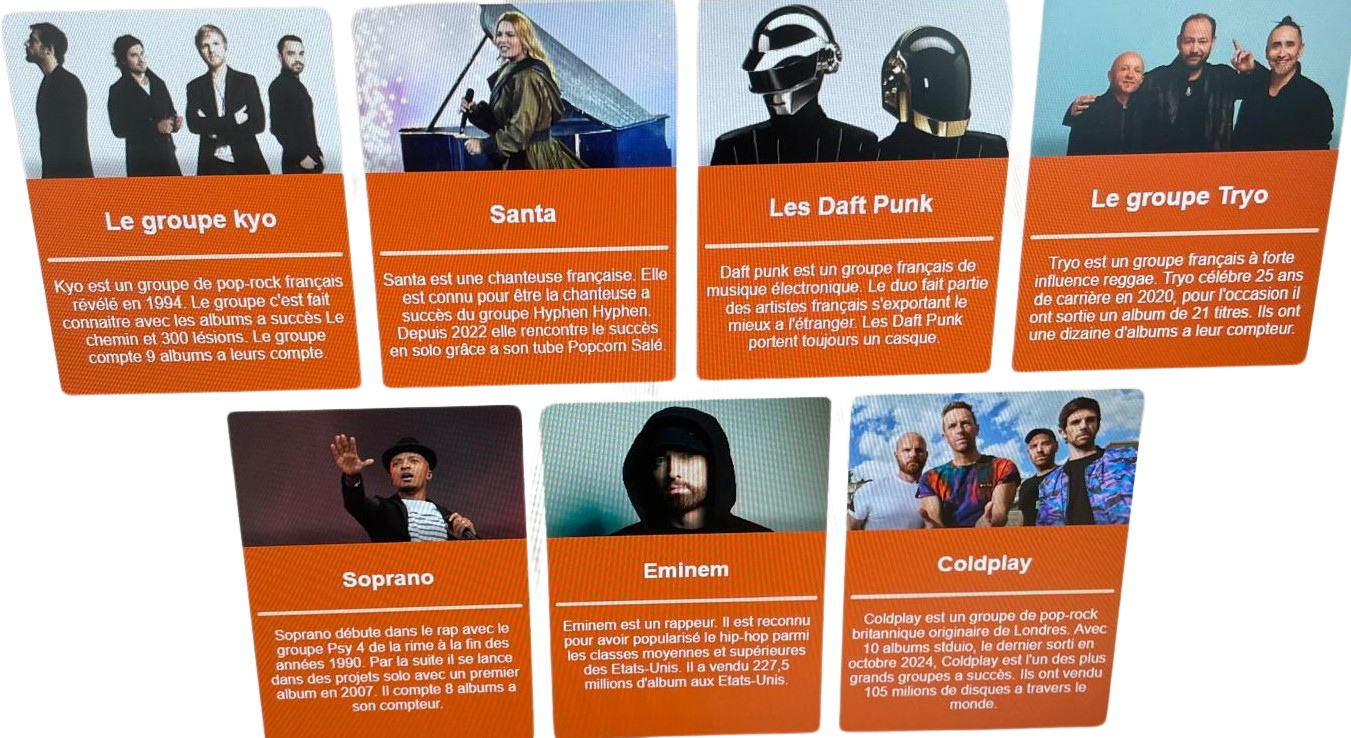 Le groupe kyo
Kyo est un groupe de pop-rock français
révélé en 1994. Le groupe c'est fait
connaitre avec les albums a succès Le
chemin et 300 lésions. Le groupe
compte 9 albums a leurs compte.
Santa
Santa est une chanteuse française. Elle
est connu pour être la chanteuse a
succès du groupe Hyphen Hyphen.
Depuis 2022 elle rencontre le succès
en solo grâce a son tube Popcorn Salé.
Les Daft Punk
Daft punk est un groupe français de
musique électronique. Le duo fait partie
des artistes français s'exportant le
mieux a l'étranger. Les Daft Punk
portent toujours un casque.
Le groupe Tryo
Tryo est un groupe français à forte
influence reggae. Tryo célébre 25 ans
de carrière en 2020, pour l'occasion il
ont sortie un album de 21 titres. Ils ont
une dizaine d'albums a leur compteur.
Soprano
Soprano débute dans le rap avec le
groupe Psy 4 de la rime à la fin des
années 1990. Par la suite il se lance
dans des projets solo avec un premier
album en 2007. Il compte 8 albums a
son compteur.
Eminem
Eminem est un rappeur. Il est reconnu
pour avoir popularisé le hip-hop parmi
les classes moyennes et supérieures
des Etats-Unis. Il a vendu 227,5
millions d'album aux Etats-Unis.
Coldplay
Coldplay est un groupe de pop-rock
britannique originaire de Londres. Avec
10 albums stduio, le dernier sorti en
octobre 2024, Coldplay est l'un des plus
grands groupes a succès. Ils ont vendu
105 milions de disques a travers le
monde.